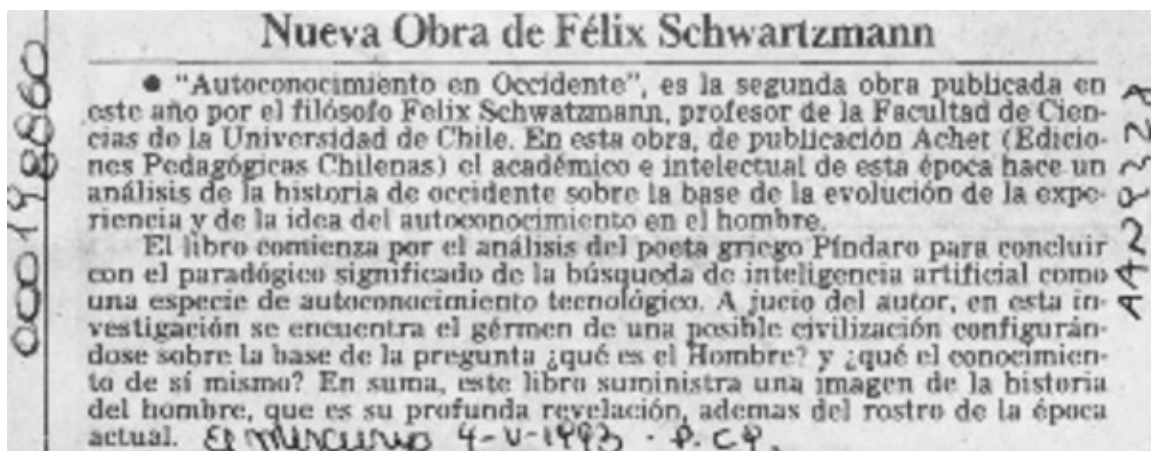 Nueva Obra de Félix Schwartzmann
● "Autoconocimiento en Occidente", es la segunda obra publicada en
este año por el filósofo Felix Schwatzmann, profesor de la Facultad de Cien-
cias de la Universidad de Chile. En esta obra, de publicación Achet (Edicio-
nes Pedagógicas Chilenas) el académico e intelectual de esta época hace un
análisis de la historia de occidente sobre la base de la evolución de la expe-
riencia y de la idea del autoconocimiento en el hombre.
El libro comienza por el análisis del poeta griego Píndaro para concluir
con el paradógico significado de la búsqueda de inteligencia artificial como
una especie de autoconocimiento tecnológico. A jucio del autor, en esta in-
vestigación se encuentra el gérmen de una posible civilización configurán-
dose sobre la base de la pregunta ¿qué es el Hombre? y ¿qué el conocimien-
to de sí mismo? En suma, este libro suministra una imagen de la historia
del hombre, que es su profunda revelación, ademas del rostro de la época
actual. El Mercurio 4-V-1993. p. C9.
000198860